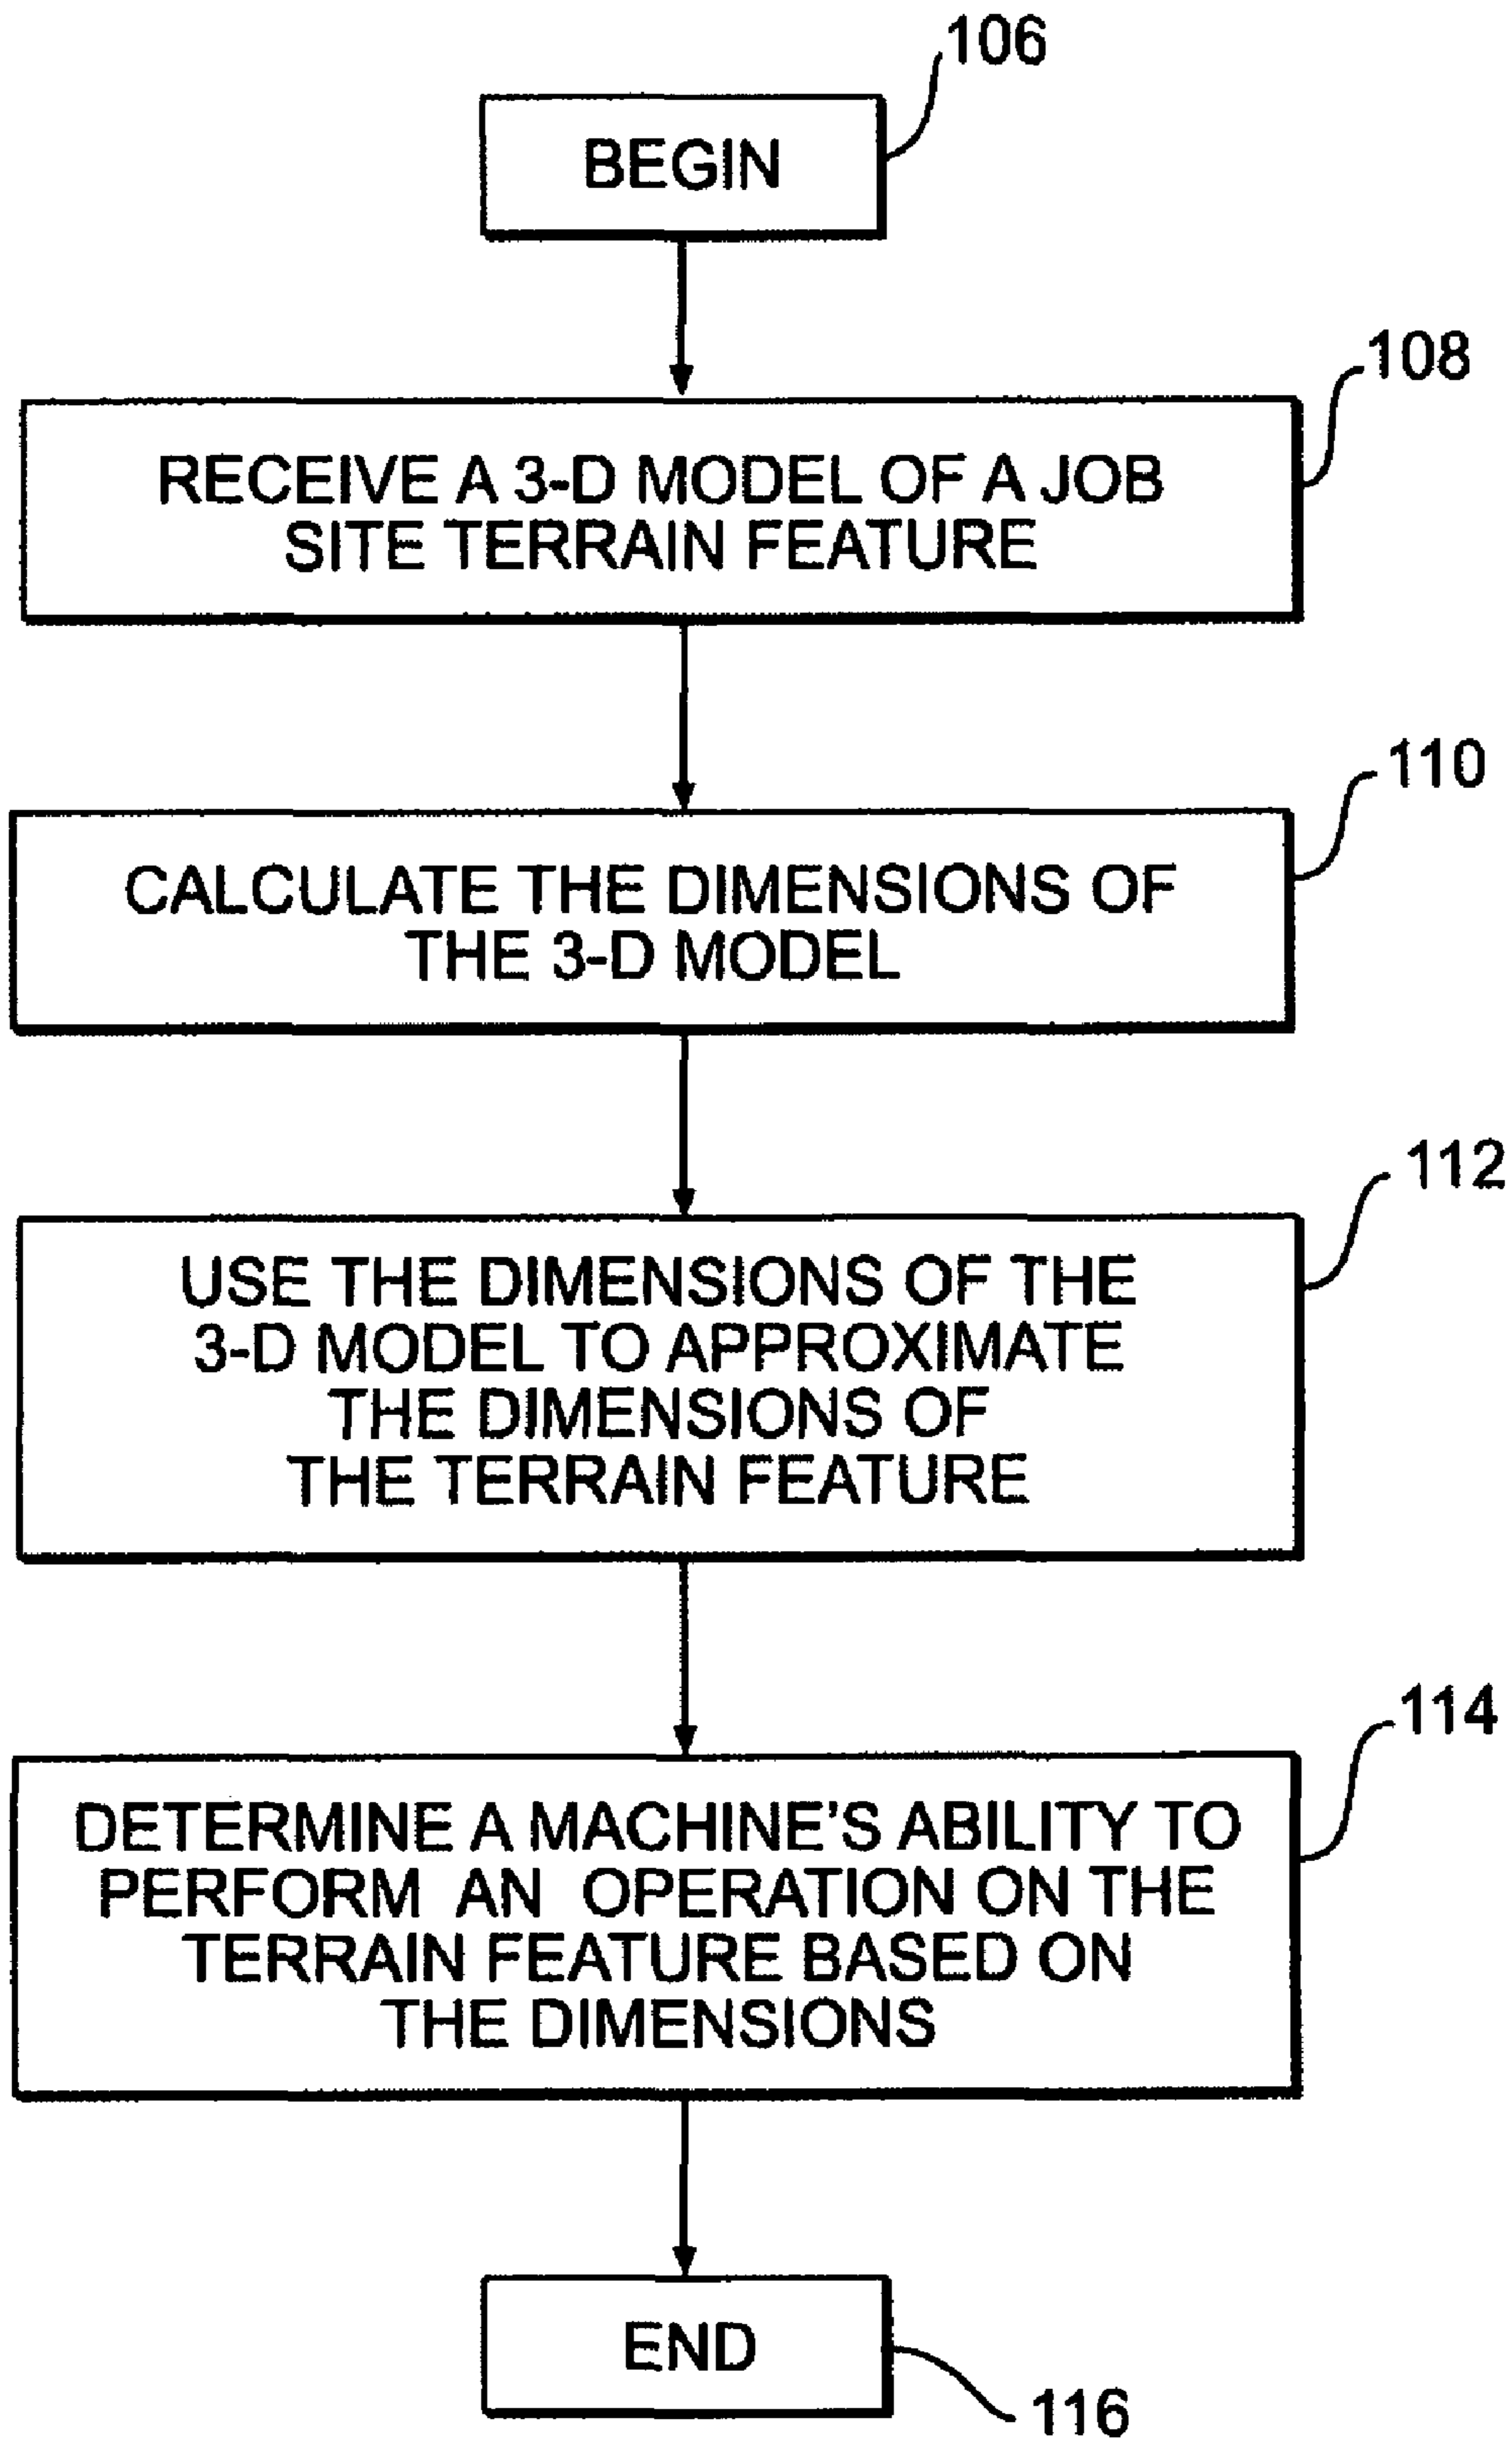 106
BEGIN
108
RECEIVE A 3-D MODEL OF A JOB
SITE TERRAIN FEATURE
110
CALCULATE THE DIMENSIONS OF
THE 3-D MODEL
112
USE THE DIMENSIONS OF THE
3-D MODEL TO APPROXIMATE
THE DIMENSIONS OF
THE TERRAIN FEATURE
114
DETERMINE A MACHINE'S ABILITY TO
PERFORM AN OPERATION ON THE
TERRAIN FEATURE BASED ON
THE DIMENSIONS
END
116